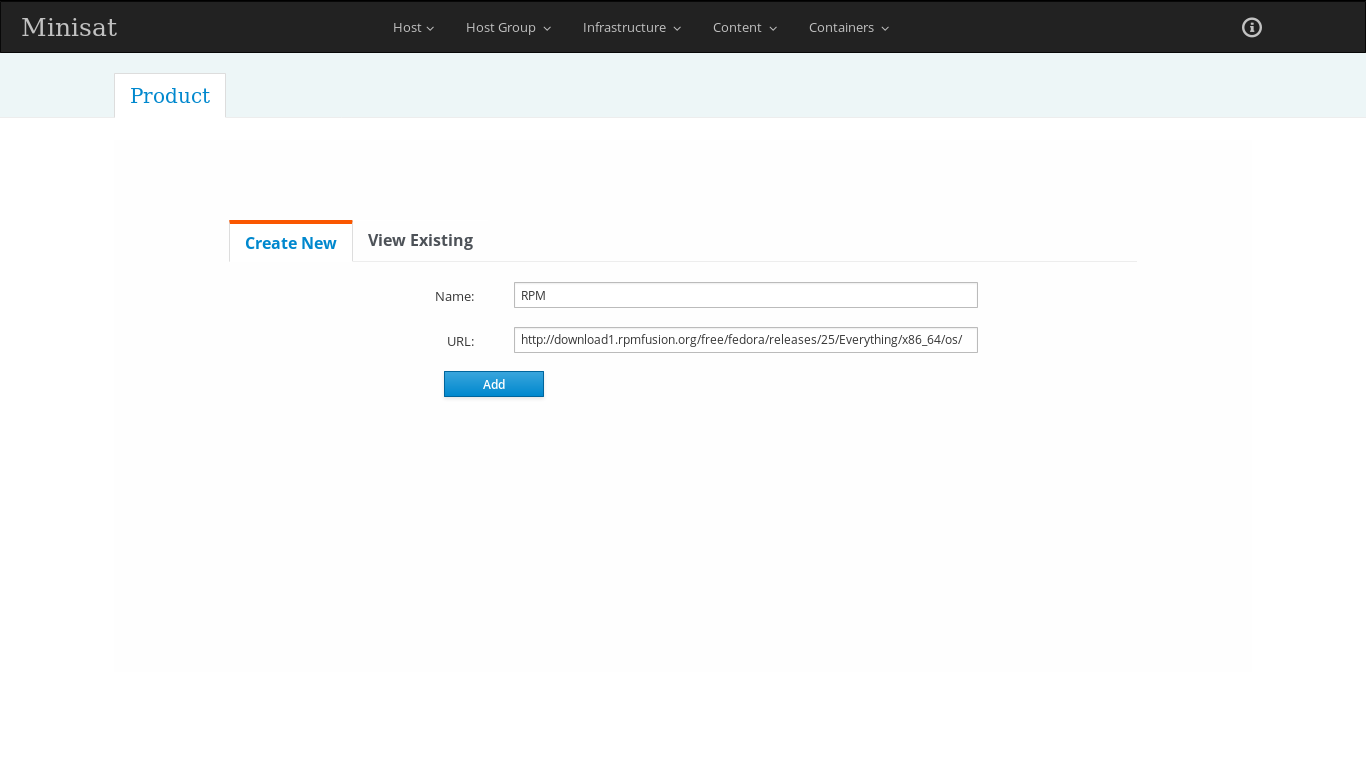 Minisat Host Host Group Infrastructure Content Containers
Product
Create New View Existing
Name: RPM
URL: http://download1.rpmfusion.org/free/fedora/releases/25/Everything/x86_64/os/
Add